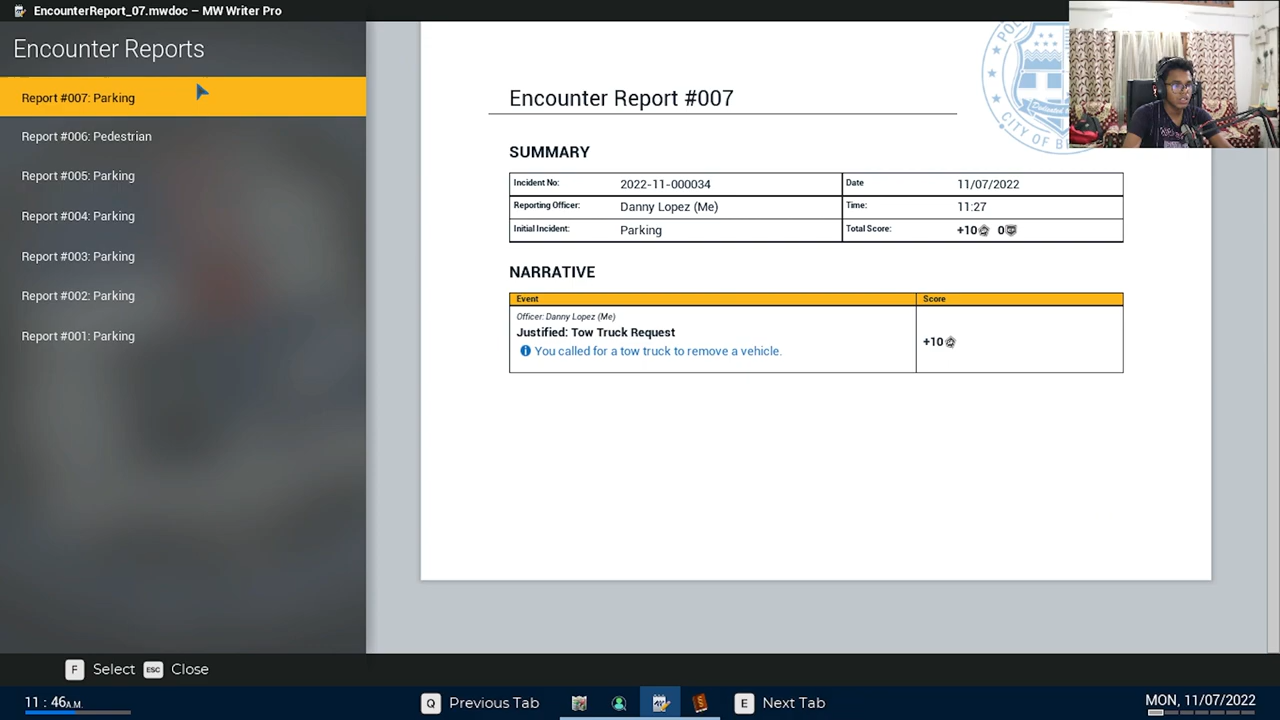 EncounterReport_07.mwdoc – MW Writer Pro
Encounter Reports
Report #007: Parking
Report #006: Pedestrian
Report #005: Parking
Report #004: Parking
Report #003: Parking
Report #002: Parking
Report #001: Parking
Encounter Report #007
SUMMARY
Incident No: 2022-11-000034 Date 11/07/2022
Reporting Officer: Danny Lopez (Me) Time: 11:27
Initial Incident: Parking Total Score: +10 0
NARRATIVE
Event Score
Officer: Danny Lopez (Me)
Justified: Tow Truck Request
You called for a tow truck to remove a vehicle.
+10
CITY OF
F Select ESC Close
11 : 46 A.M.
Q Previous Tab
E Next Tab
MON, 11/07/2022